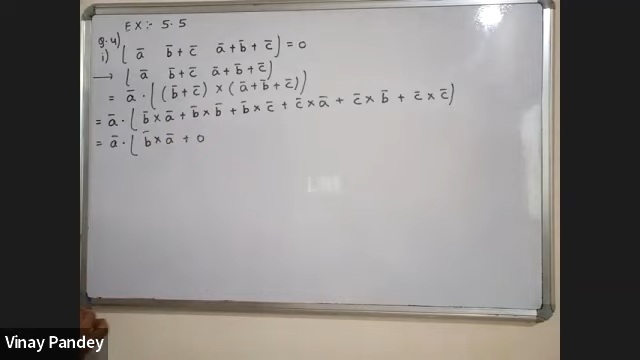 EX:- 5.5
Q.4)
i) [ a̅ b̅+c̅ a̅+b̅+c̅ ] = 0
→ [ a̅ b̅+c̅ a̅+b̅+c̅ ]
= a̅ · [ (b̅+c̅) × (a̅+b̅+c̅) ]
= a̅ · [ b̅×a̅ + b̅×b̅ + b̅×c̅ + c̅×a̅ + c̅×b̅ + c̅×c̅ ]
= a̅ · [ b̅×a̅ + 0
Vinay Pandey